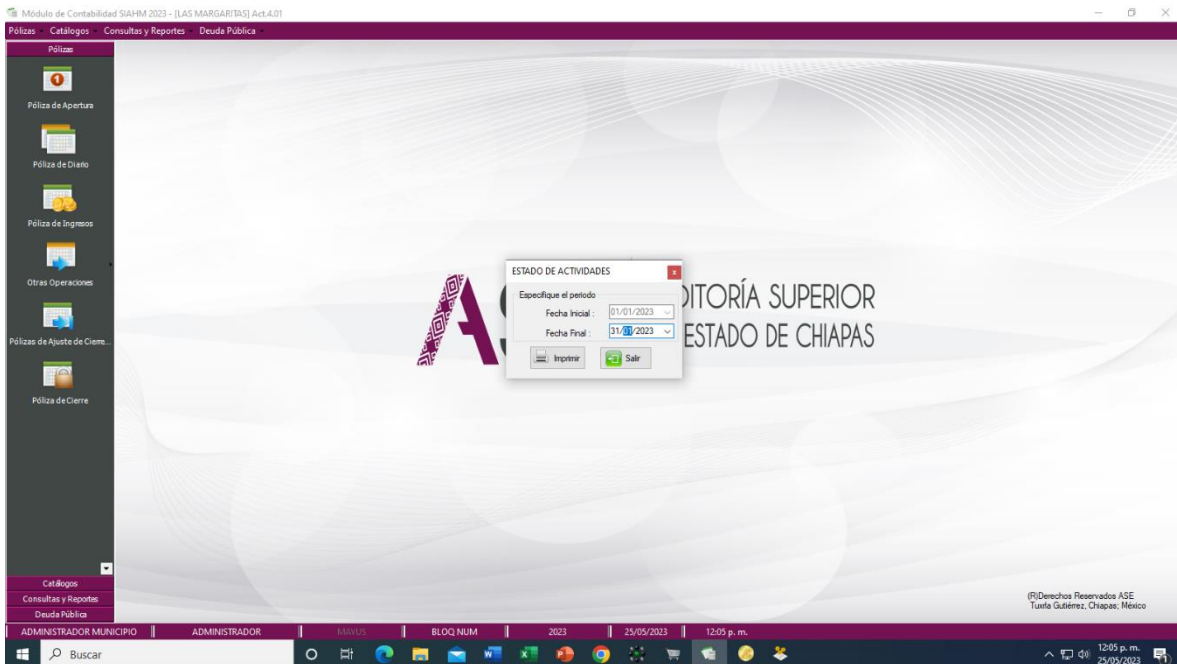 Módulo de Contabilidad SIAHM 2023 - [LAS MARGARITAS] Act.4.01
Pólizas Catálogos Consultas y Reportes Deuda Pública
Pólizas
1
Póliza de Apertura
Póliza de Diario
Póliza de Ingresos
Otras Operaciones
Pólizas de Ajuste de Cierre...
Póliza de Cierre
ESTADO DE ACTIVIDADES
x
Especifique el periodo
Fecha Inicial : 01/01/2023
Fecha Final : 31/01/2023
Imprimir Salir
DITORÍA SUPERIOR
ESTADO DE CHIAPAS
Catálogos
Consultas y Reportes
Deuda Pública
(R)Derechos Reservados ASE
Tuxtla Gutiérrez, Chiapas; México
ADMINISTRADOR MUNICIPIO ADMINISTRADOR MAYUS BLOQ NUM 2023 25/05/2023 12:05 p. m.
Buscar
12:05 p. m.
25/05/2023